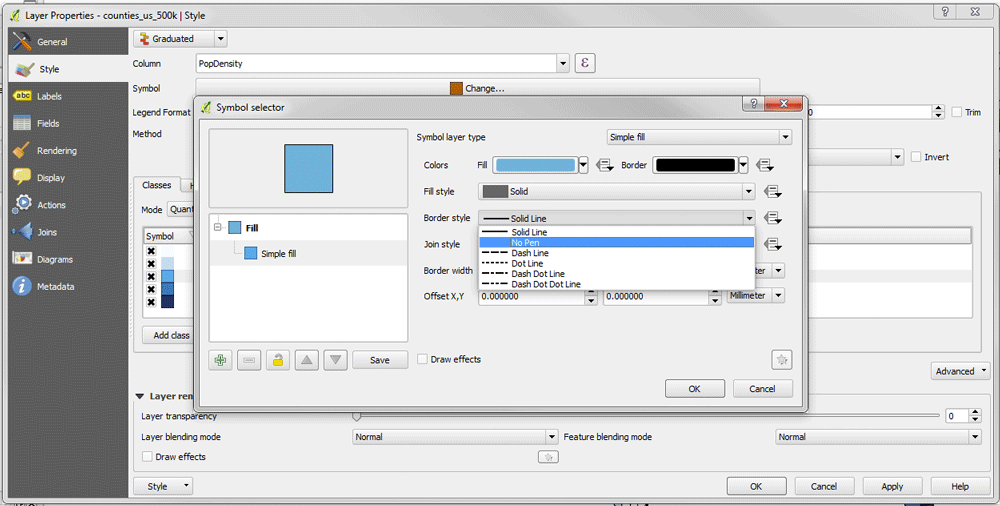 Layer Properties - counties_us_500k | Style
General
Style
abc Labels
Fields
Rendering
Display
Actions
Joins
Diagrams
Metadata
Graduated
Column PopDensity ε
Symbol Change...
Legend Format 0 Trim
Method
Invert
Classes H
Mode Quant
Symbol
Add class
Advanced
Layer ren
Layer transparency 0
Layer blending mode Normal Feature blending mode Normal
Draw effects
Style OK Cancel Apply Help
Symbol selector
Symbol layer type Simple fill
Colors Fill Border
Fill style Solid
Border style Solid Line
Solid Line
No Pen
Dash Line
Dot Line
Dash Dot Line
Dash Dot Dot Line
Join style
Border width eter
Offset X,Y 0.000000 0.000000 Millimeter
Fill
Simple fill
Save
Draw effects
OK Cancel